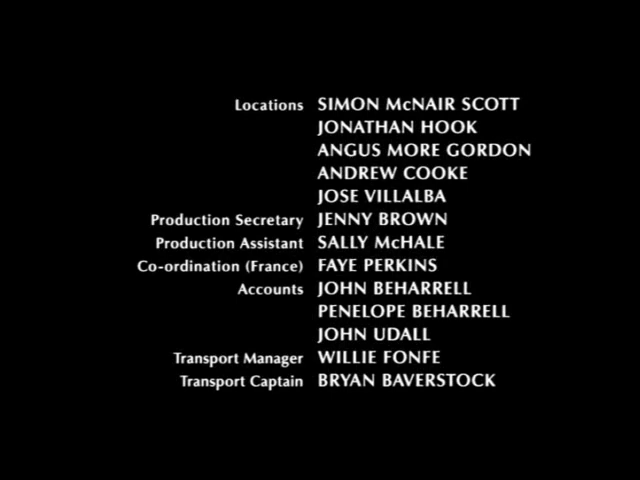 Locations SIMON McNAIR SCOTT
JONATHAN HOOK
ANGUS MORE GORDON
ANDREW COOKE
JOSE VILLALBA
Production Secretary JENNY BROWN
Production Assistant SALLY McHALE
Co-ordination (France) FAYE PERKINS
Accounts JOHN BEHARRELL
PENELOPE BEHARRELL
JOHN UDALL
Transport Manager WILLIE FONFE
Transport Captain BRYAN BAVERSTOCK